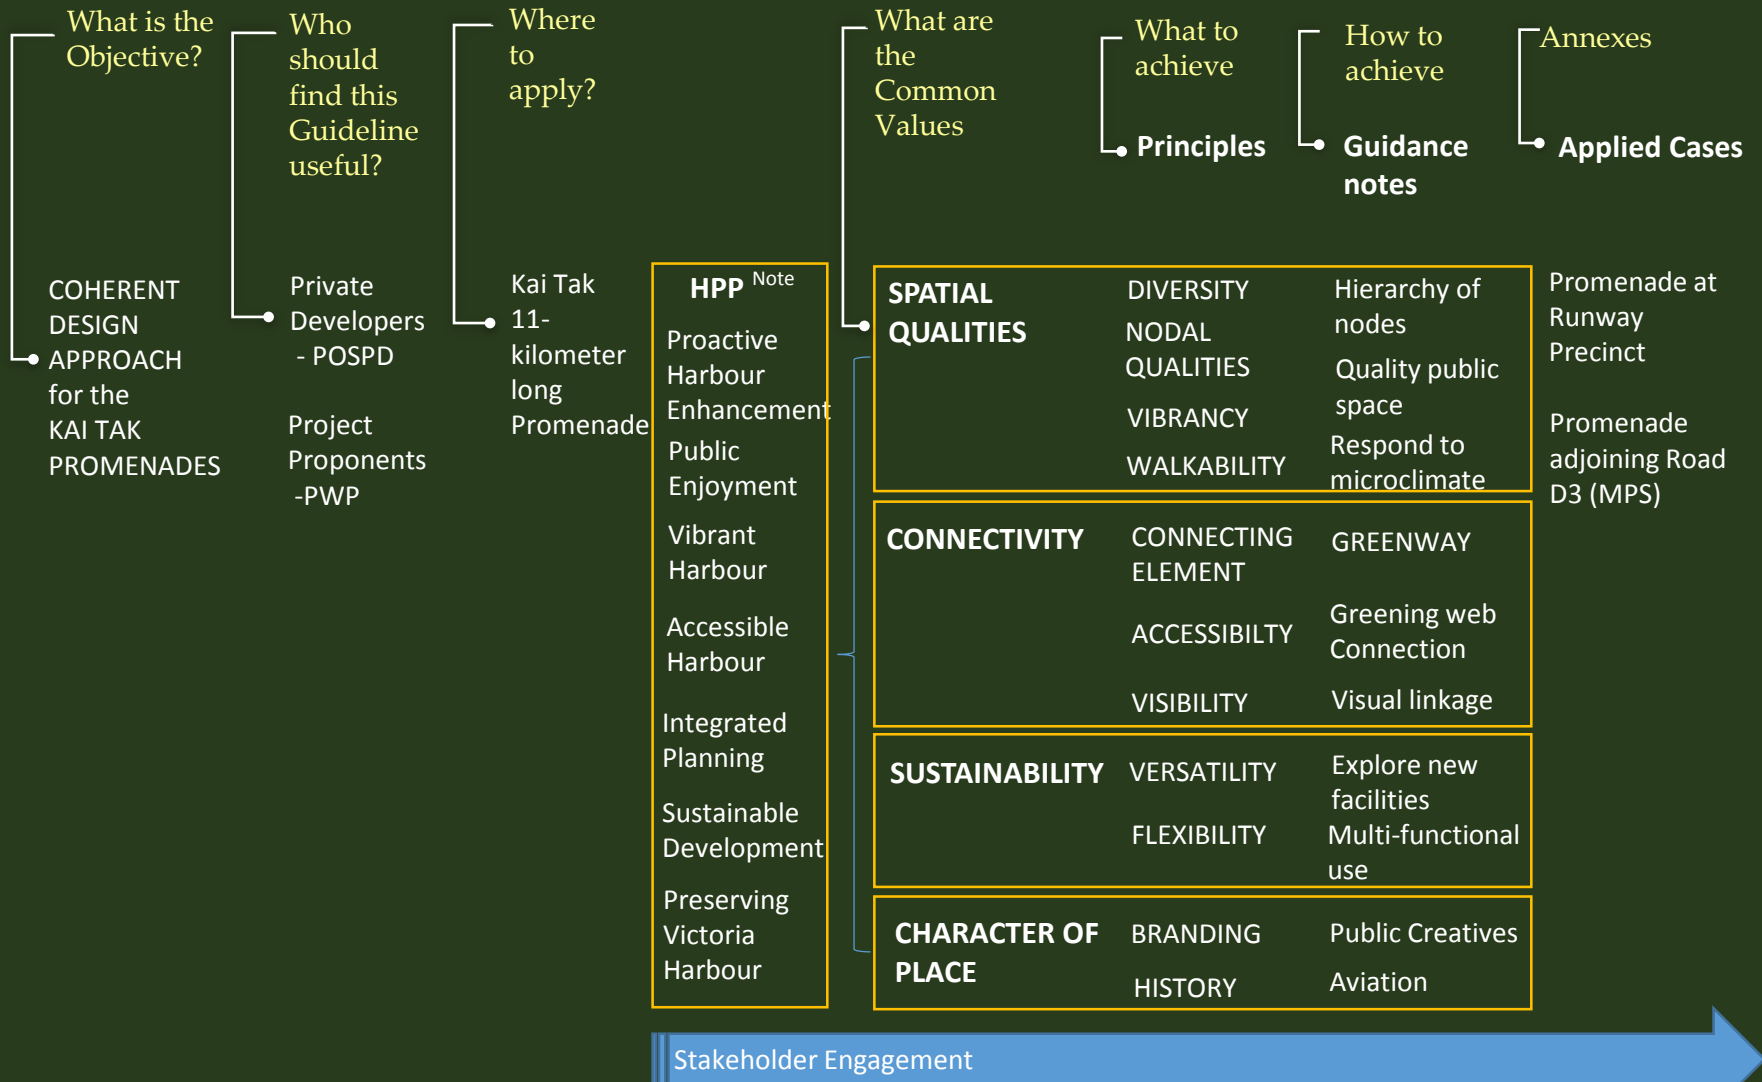 What is the
Objective?
Who
should
find this
Guideline
useful?
Where
to
apply?
What are
the
Common
Values
What to
achieve
How to
achieve
Annexes
Principles
Guidance
notes
Applied Cases
COHERENT
DESIGN
APPROACH
for the
KAI TAK
PROMENADES
Private
Developers
- POSPD
Project
Proponents
-PWP
Kai Tak
11-
kilometer
long
Promenade
HPP Note
Proactive
Harbour
Enhancement
Public
Enjoyment
Vibrant
Harbour
Accessible
Harbour
Integrated
Planning
Sustainable
Development
Preserving
Victoria
Harbour
SPATIAL
QUALITIES
DIVERSITY
NODAL
QUALITIES
VIBRANCY
WALKABILITY
Hierarchy of
nodes
Quality public
space
Respond to
microclimate
Promenade at
Runway
Precinct
Promenade
adjoining Road
D3 (MPS)
CONNECTIVITY
CONNECTING
ELEMENT
ACCESSIBILTY
VISIBILITY
GREENWAY
Greening web
Connection
Visual linkage
SUSTAINABILITY
VERSATILITY
FLEXIBILITY
Explore new
facilities
Multi-functional
use
CHARACTER OF
PLACE
BRANDING
HISTORY
Public Creatives
Aviation
Stakeholder Engagement